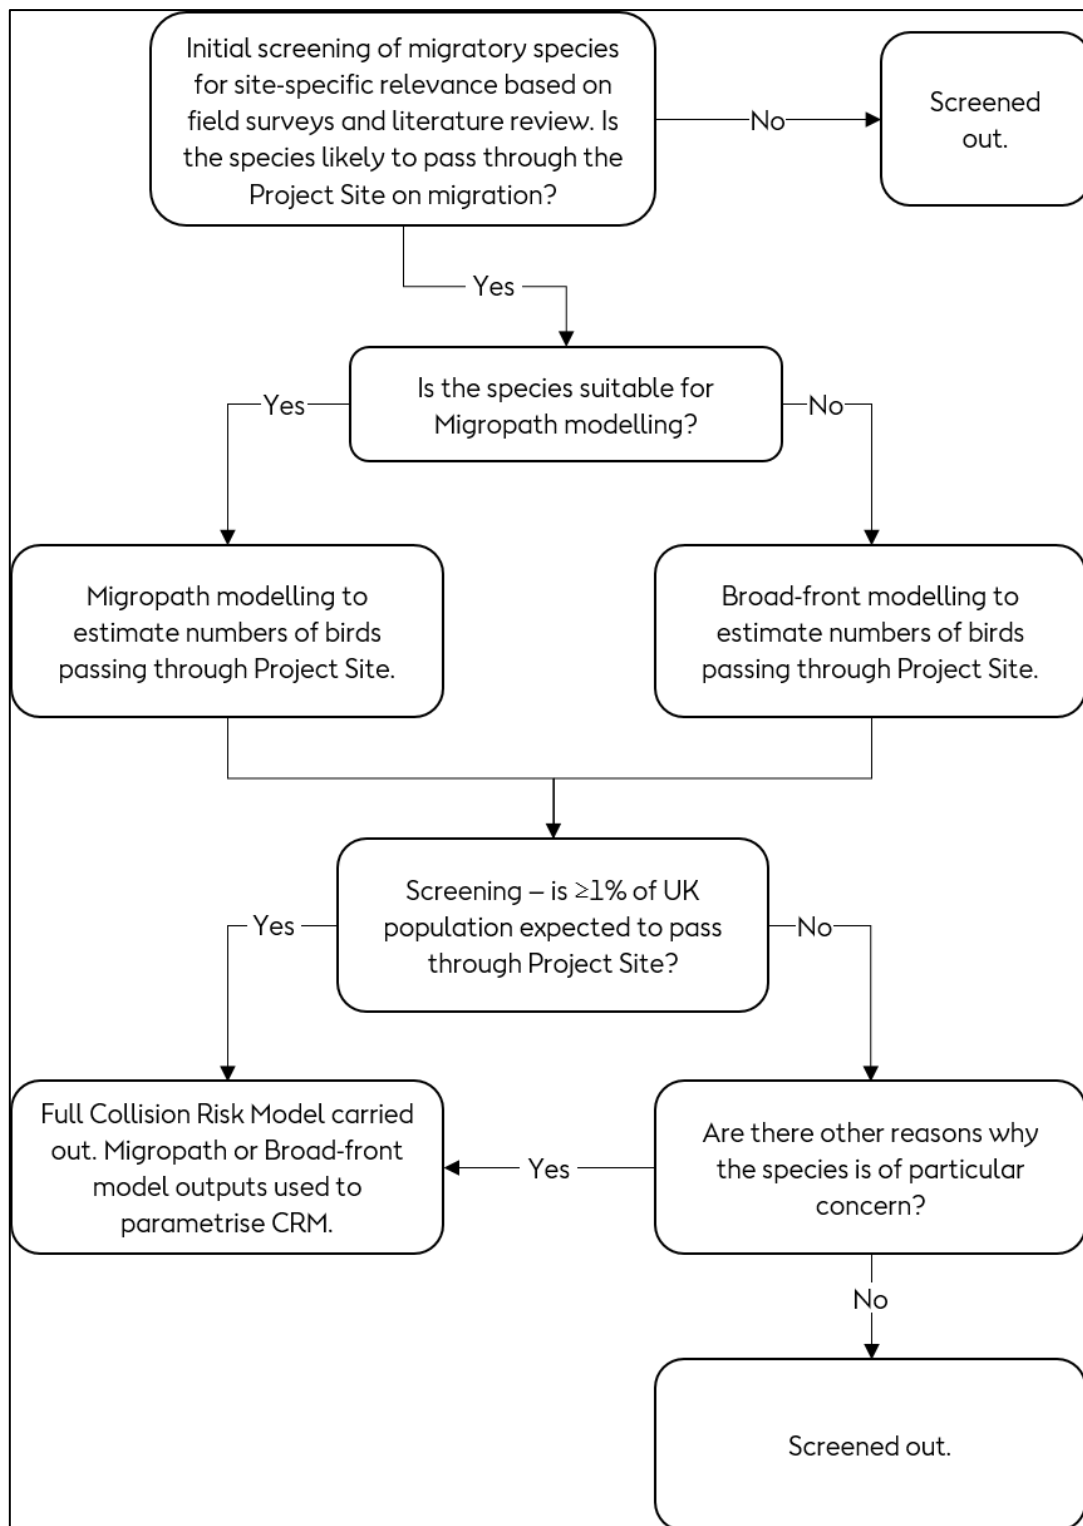 Initial screening of migratory species
for site-specific relevance based on
field surveys and literature review. Is
the species likely to pass through the
Project Site on migration?
No
Screened
out.
Yes
Is the species suitable for
Migropath modelling?
Yes
No
Migropath modelling to
estimate numbers of birds
passing through Project Site.
Broad-front modelling to
estimate numbers of birds
passing through Project Site.
Screening – is ≥1% of UK
population expected to pass
through Project Site?
Yes
No
Full Collision Risk Model carried
out. Migropath or Broad-front
model outputs used to
parametrise CRM.
Yes
Are there other reasons why
the species is of particular
concern?
No
Screened out.